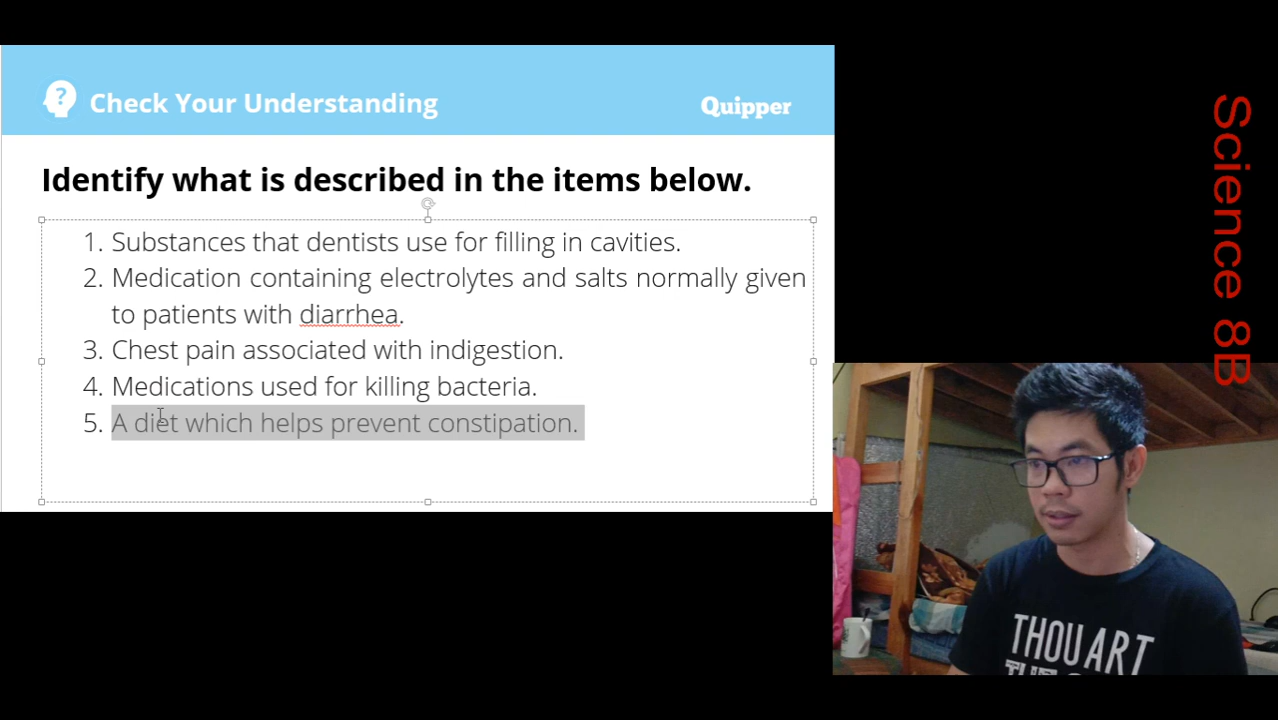 ?
Check Your Understanding
Quipper
Identify what is described in the items below.
1. Substances that dentists use for filling in cavities.
2. Medication containing electrolytes and salts normally given
to patients with diarrhea.
3. Chest pain associated with indigestion.
4. Medications used for killing bacteria.
5. A diet which helps prevent constipation.
Science 8B
THOU ART